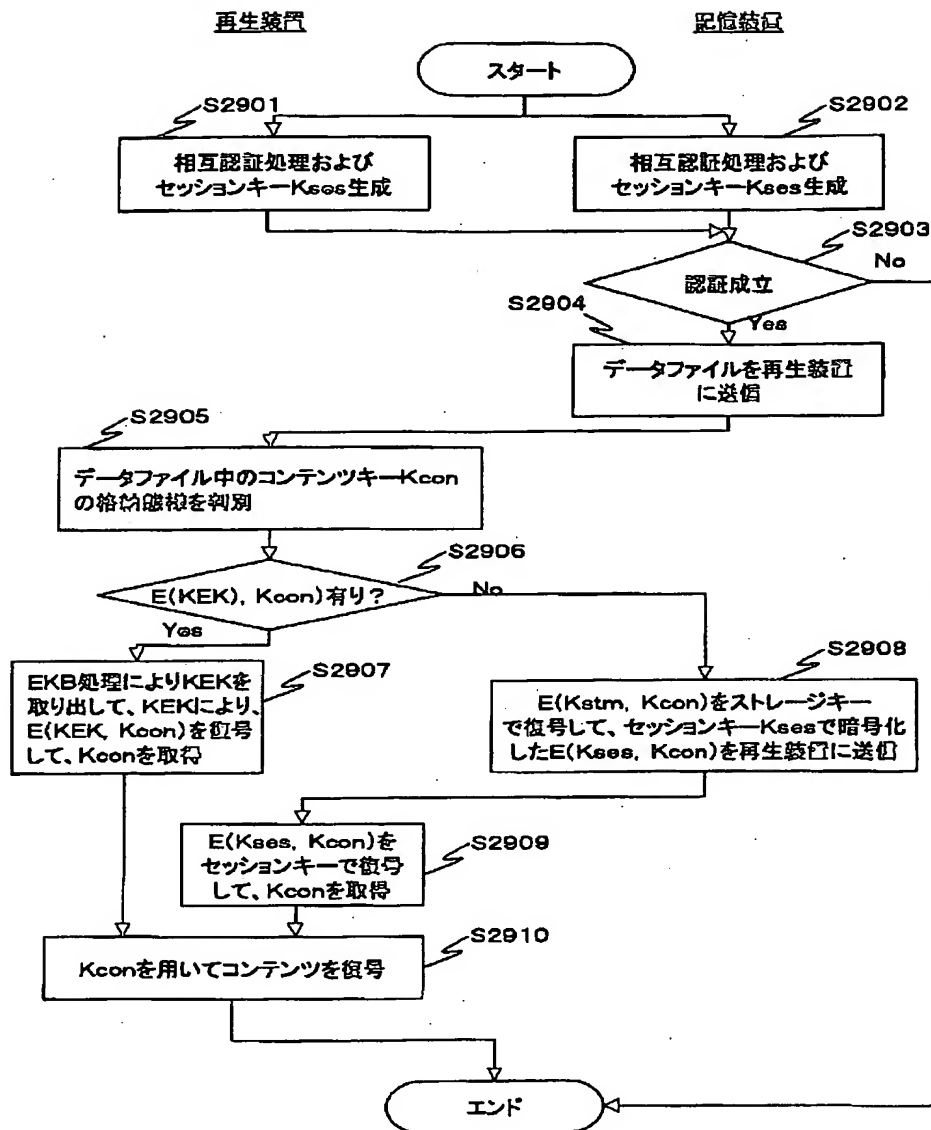 再生装置
記憶装置
スタート
S2901
S2902
相互認証処理および
セッションキーKses生成
相互認証処理および
セッションキーKses生成
S2903
認証成立
No
Yes
S2904
データファイルを再生装置
に送信
S2905
データファイル中のコンテンツキーKcon
の格納態様を判別
S2906
E(KEK), Kcon)有り?
No
Yes
S2907
EKB処理によりKEKを
取り出して、KEKにより、
E(KEK, Kcon)を復号
して、Kconを取得
S2908
E(Kstm, Kcon)をストレージキー
で復号して、セッションキーKsesで暗号化
したE(Kses, Kcon)を再生装置に送信
E(Kses, Kcon)を
セッションキーで復号
して、Kconを取得
S2909
S2910
Kconを用いてコンテンツを復号
エンド